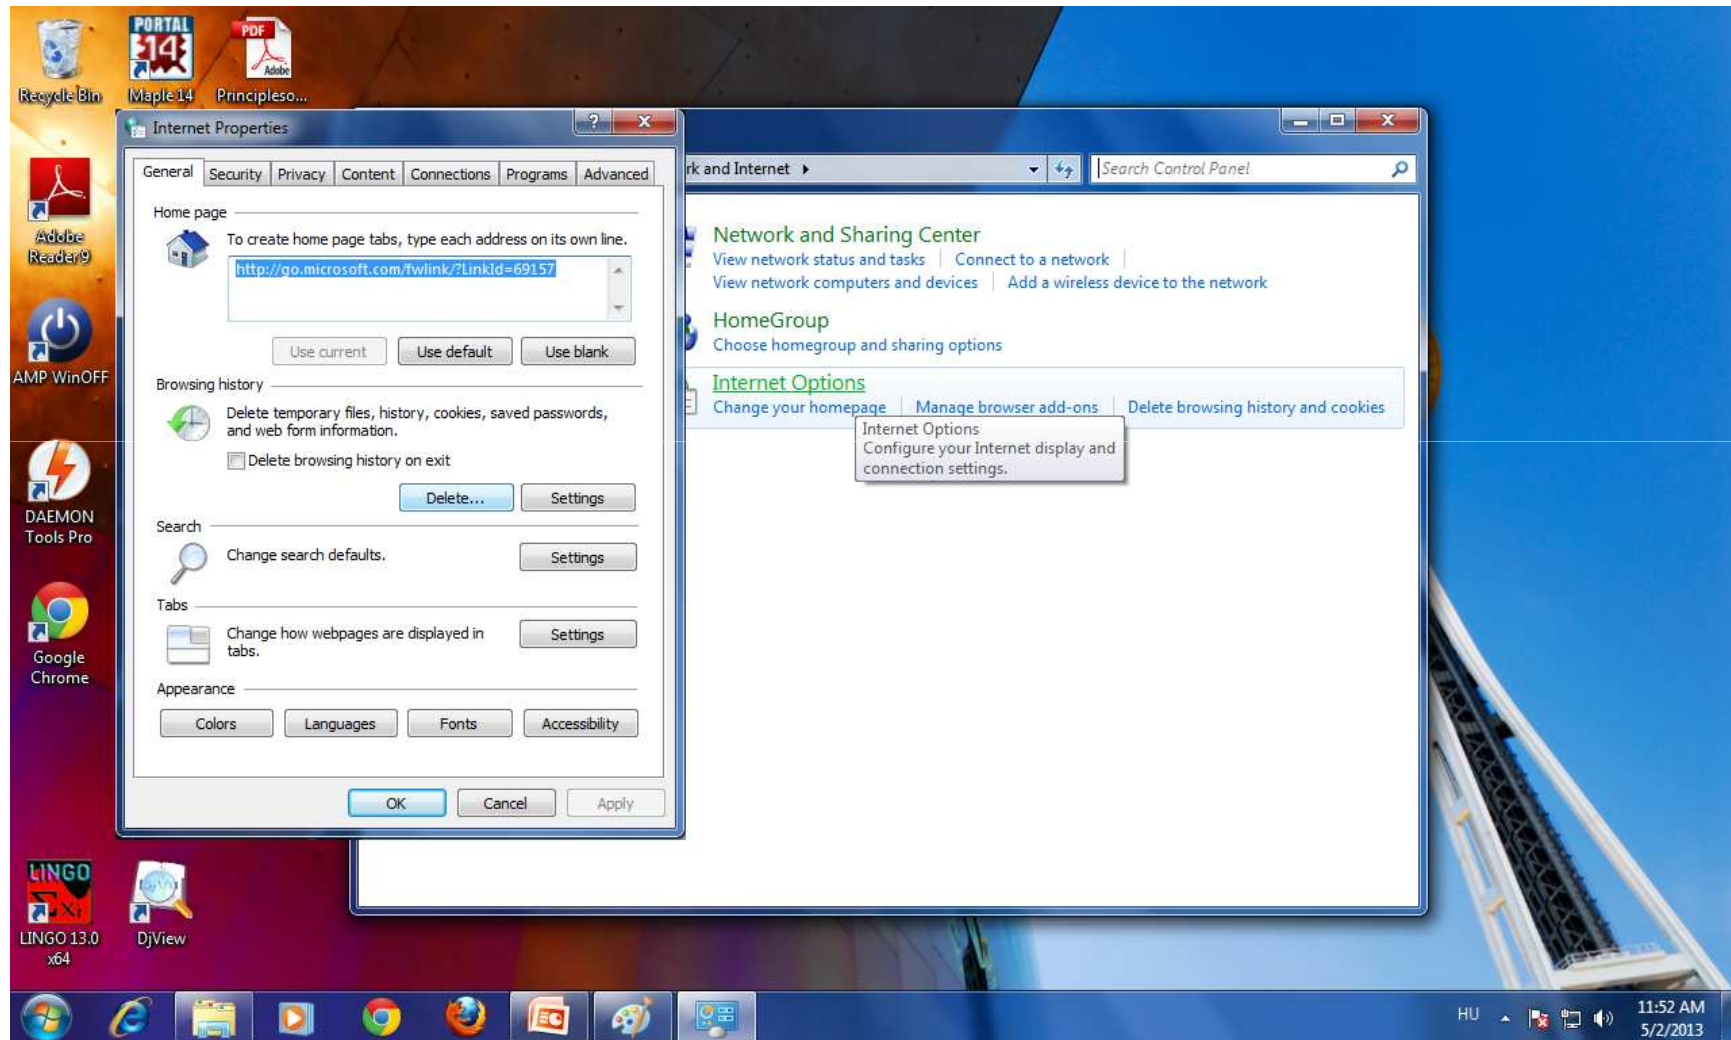 PORTAL
14
PDF
Adobe
Recycle Bin
Maple 14
Principleso...
Adobe
Reader 9
AMP WinOFF
DAEMON
Tools Pro
Google
Chrome
LINGO
LINGO 13.0
x64
DjView
Internet Properties
General Security Privacy Content Connections Programs Advanced
Home page
To create home page tabs, type each address on its own line.
http://go.microsoft.com/fwlink/?LinkId=69157
Use current Use default Use blank
Browsing history
Delete temporary files, history, cookies, saved passwords,
and web form information.
Delete browsing history on exit
Delete... Settings
Search
Change search defaults. Settings
Tabs
Change how webpages are displayed in
tabs.
Settings
Appearance
Colors Languages Fonts Accessibility
OK Cancel Apply
rk and Internet
Search Control Panel
Network and Sharing Center
View network status and tasks Connect to a network
View network computers and devices Add a wireless device to the network
HomeGroup
Choose homegroup and sharing options
Internet Options
Change your homepage Manage browser add-ons Delete browsing history and cookies
Internet Options
Configure your Internet display and
connection settings.
HU
11:52 AM
5/2/2013